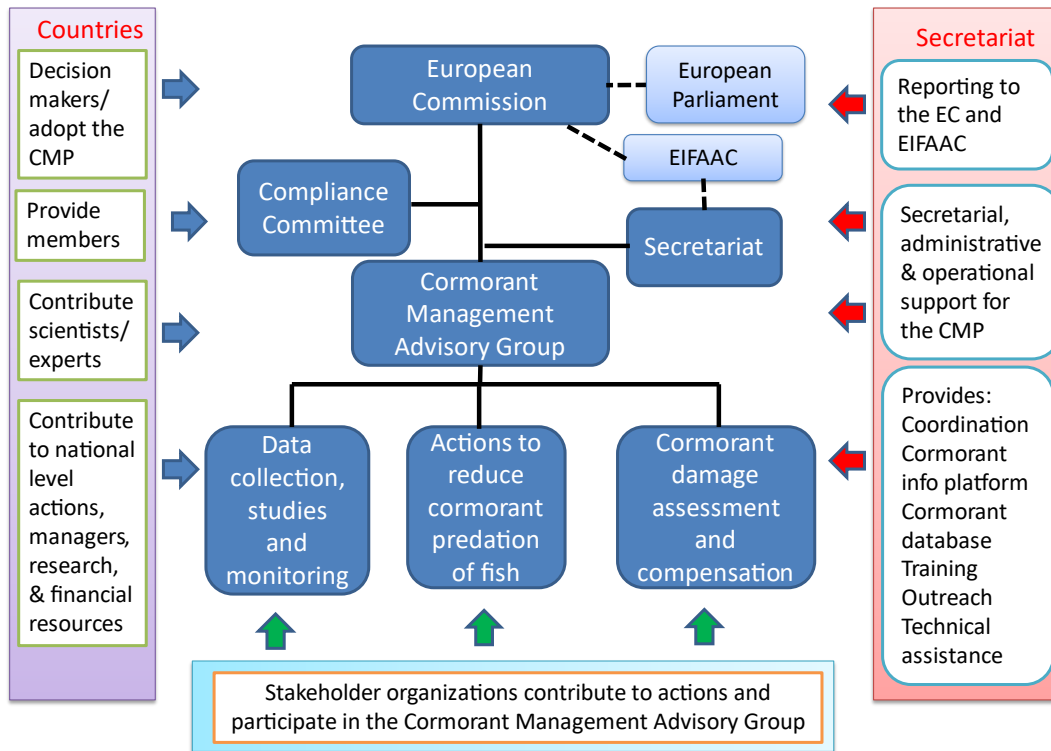 Countries
Decision
makers/
adopt the
CMP
Provide
members
Contribute
scientists/
experts
Contribute
to national
level
actions,
managers,
research,
& financial
resources
European
Commission
European
Parliament
EIFAAC
Compliance
Committee
Secretariat
Cormorant
Management
Advisory Group
Data
collection,
studies
and
monitoring
Actions to
reduce
cormorant
predation
of fish
Cormorant
damage
assessment
and
compensation
Stakeholder organizations contribute to actions and
participate in the Cormorant Management Advisory Group
Secretariat
Reporting to
the EC and
EIFAAC
Secretarial,
administrative
& operational
support for
the CMP
Provides:
Coordination
Cormorant
info platform
Cormorant
database
Training
Outreach
Technical
assistance